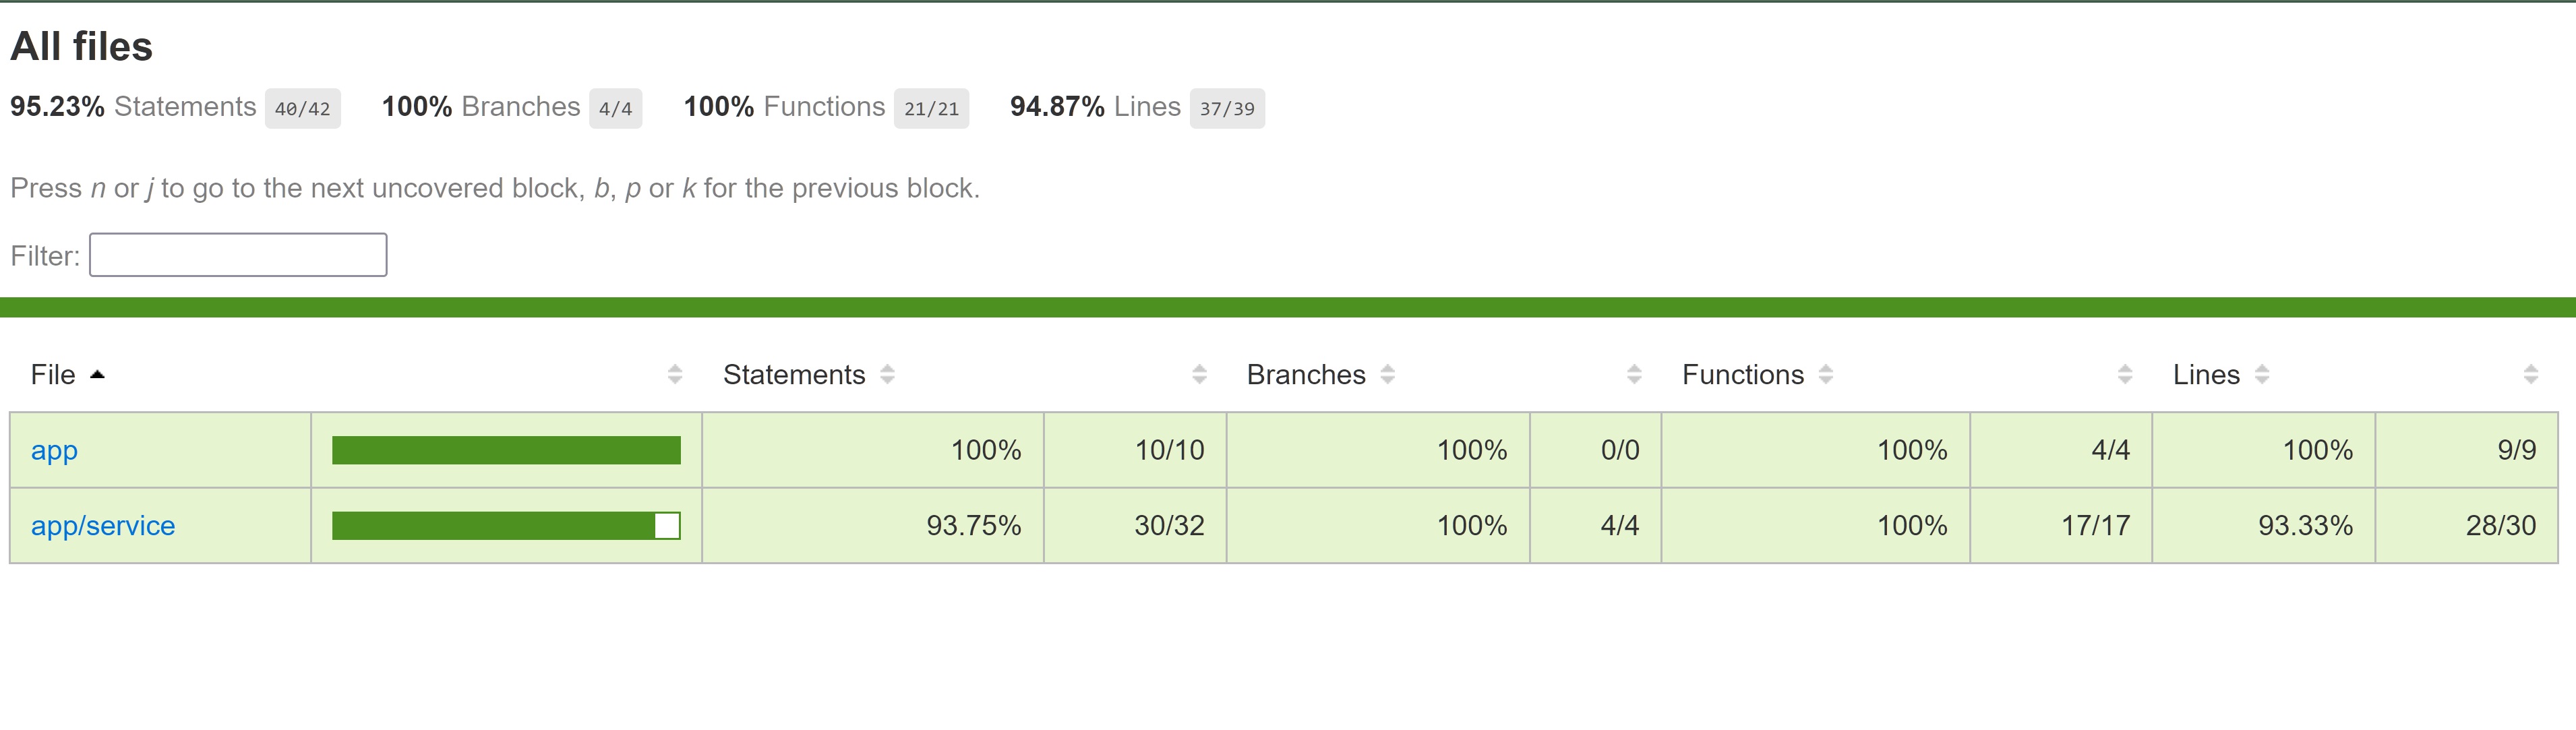 All files
95.23% Statements 40/42 100% Branches 4/4 100% Functions 21/21 94.87% Lines 37/39
Press n or j to go to the next uncovered block, b, p or k for the previous block.
Filter:
File Statements Branches Functions Lines
app 100% 10/10 100% 0/0 100% 4/4 100% 9/9
app/service 93.75% 30/32 100% 4/4 100% 17/17 93.33% 28/30